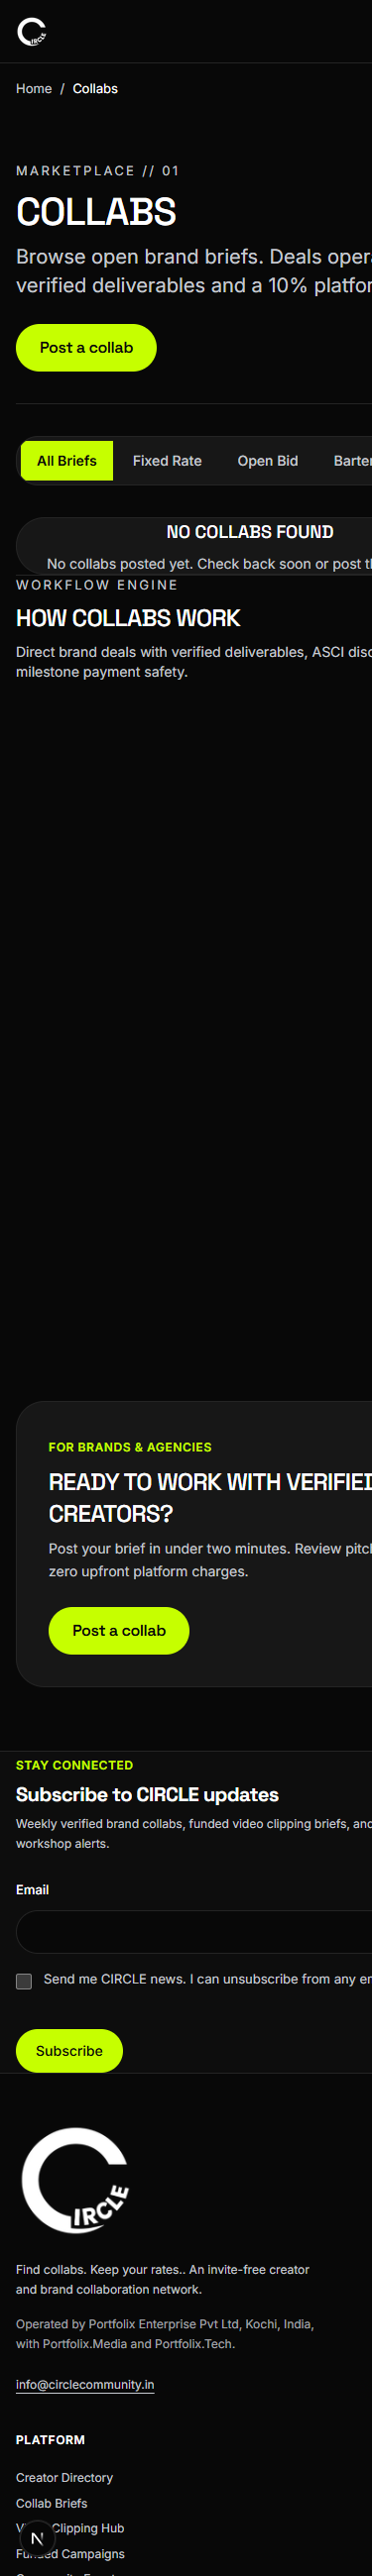 CIRCLE
Home / Collabs
MARKETPLACE // 01
COLLABS
Browse open brand briefs. Deals opera
verified deliverables and a 10% platfor
Post a collab
All Briefs Fixed Rate Open Bid Barter
NO COLLABS FOUND
No collabs posted yet. Check back soon or post th
WORKFLOW ENGINE
HOW COLLABS WORK
Direct brand deals with verified deliverables, ASCI disc
milestone payment safety.
FOR BRANDS & AGENCIES
READY TO WORK WITH VERIFIED
CREATORS?
Post your brief in under two minutes. Review pitch
zero upfront platform charges.
Post a collab
STAY CONNECTED
Subscribe to CIRCLE updates
Weekly verified brand collabs, funded video clipping briefs, and
workshop alerts.
Email
Send me CIRCLE news. I can unsubscribe from any em
Subscribe
CIRCLE
Find collabs. Keep your rates.. An invite-free creator
and brand collaboration network.
Operated by Portfolix Enterprise Pvt Ltd, Kochi, India,
with Portfolix.Media and Portfolix.Tech.
info@circlecommunity.in
PLATFORM
Creator Directory
Collab Briefs
Clipping Hub
N
Campaigns